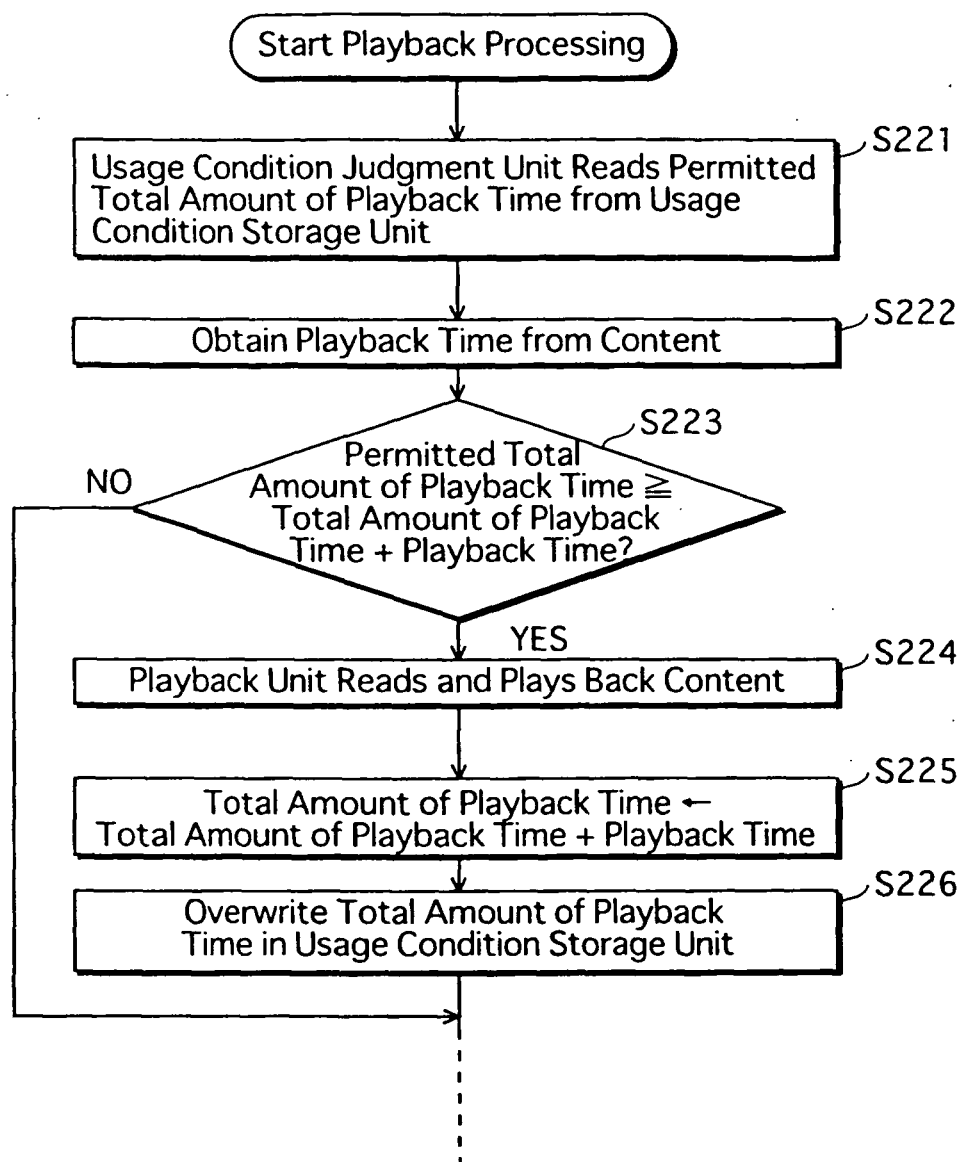 Start Playback Processing
S221
Usage Condition Judgment Unit Reads Permitted
Total Amount of Playback Time from Usage
Condition Storage Unit
S222
Obtain Playback Time from Content
S223
Permitted Total
Amount of Playback Time ≧
Total Amount of Playback
Time + Playback Time?
NO
YES
S224
Playback Unit Reads and Plays Back Content
S225
Total Amount of Playback Time ←
Total Amount of Playback Time + Playback Time
S226
Overwrite Total Amount of Playback
Time in Usage Condition Storage Unit